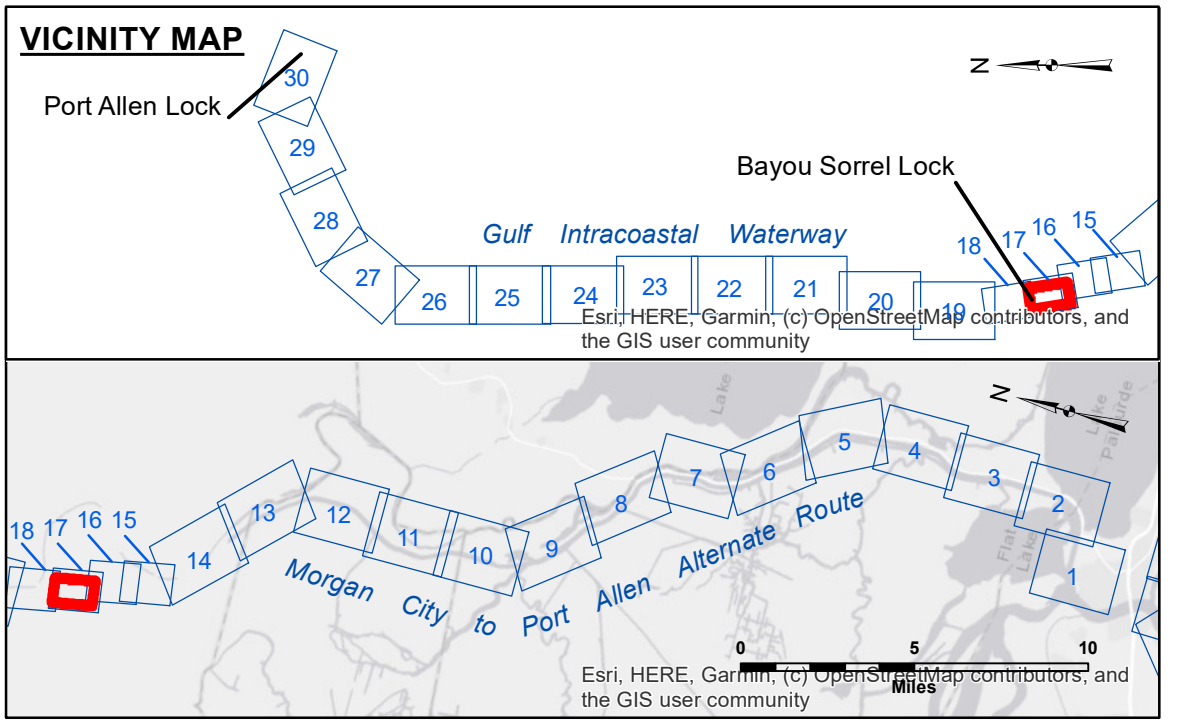 VICINITY MAP
N
30
Port Allen Lock
29
Bayou Sorrel Lock
28
Gulf Intracoastal Waterway
18
17
16
15
27
26
25
24
23
22
21
20
19
Esri, HERE, Garmin, (c) OpenStreetMap contributors, and
the GIS user community
Lake
N
Lake
Palourde
5
4
6
7
3
8
2
13
12
14
11
10
9
18
17
16
15
Flat
Lake
1
Morgan City to Port Allen Alternate Route
0
5
10
Miles
Esri, HERE, Garmin, (c) OpenStreetMap contributors, and
the GIS user community